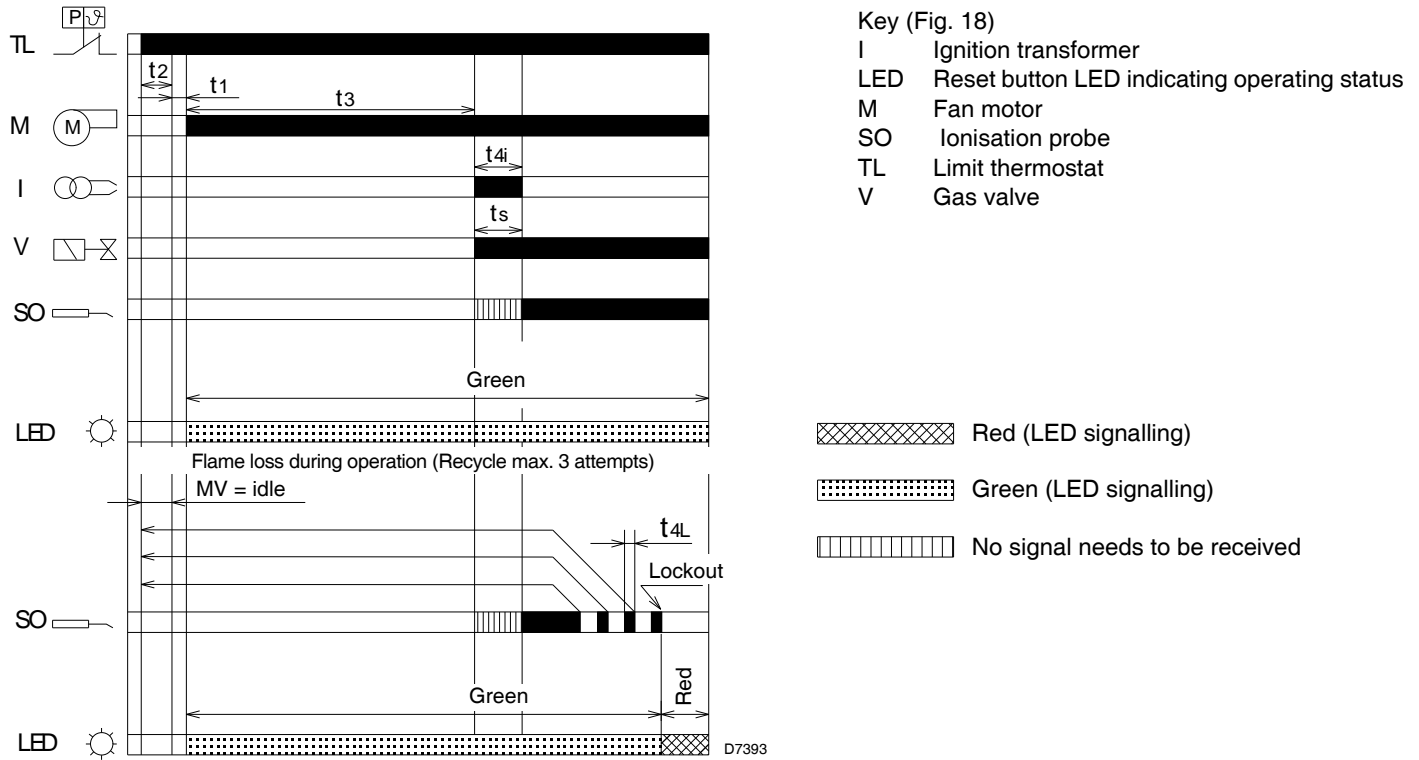 P ϑ
TL
t2
t1
t3
M
M
t4i
I
ts
V
SO
Green
LED
Flame loss during operation (Recycle max. 3 attempts)
MV = idle
t4L
Lockout
SO
Green
Red
LED
D7393
Key (Fig. 18)
I Ignition transformer
LED Reset button LED indicating operating status
M Fan motor
SO Ionisation probe
TL Limit thermostat
V Gas valve
Red (LED signalling)
Green (LED signalling)
No signal needs to be received